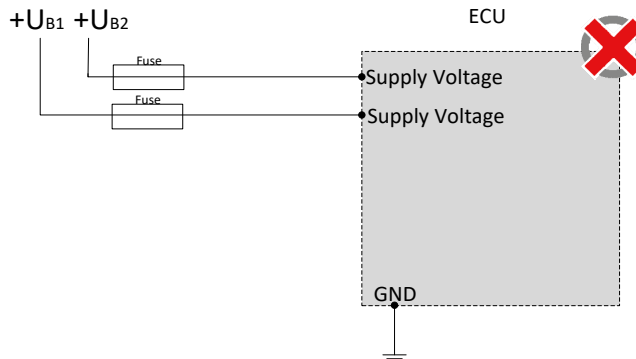 +UB1 +UB2
ECU
Fuse
Supply Voltage
Fuse
Supply Voltage
GND